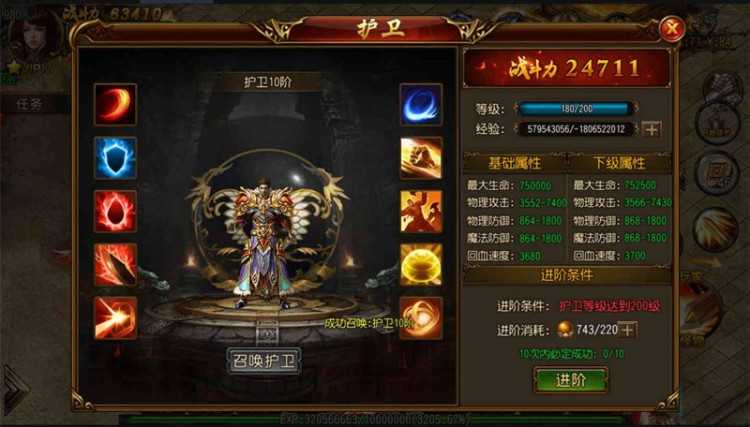 战斗力 63410
护卫
任务
护卫10阶
战斗力 24711
等级: 180/200
经验: 579543056/-1806522012
基础属性
下级属性
最大生命: 750000
最大生命: 752500
物理攻击: 3552-7400
物理攻击: 3566-7430
物理防御: 864-1800
物理防御: 868-1800
魔法防御: 864-1800
魔法防御: 868-1800
回血速度: 3680
回血速度: 3700
进阶条件
进阶条件: 护卫等级达到200级
进阶消耗: 743/220
10次内必定成功: 0/10
进阶
成功召唤:护卫10阶
召唤护卫